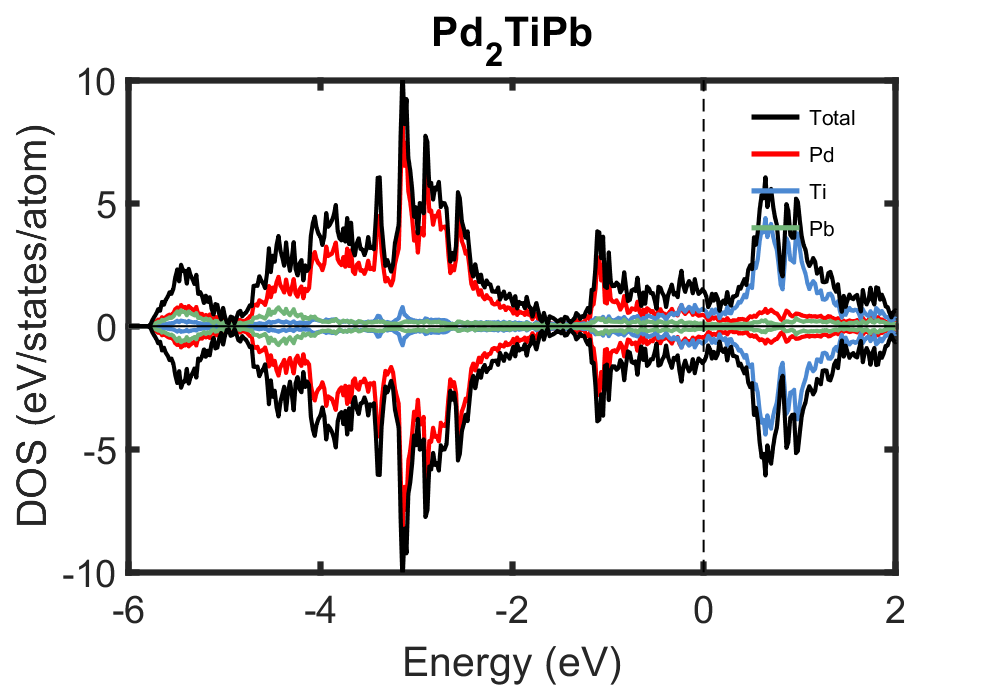 Pd₂TiPb
10
5
0
-5
-10
DOS (eV/states/atom)
Total
Pd
Ti
Pb
-6 -4 -2 0 2
Energy (eV)